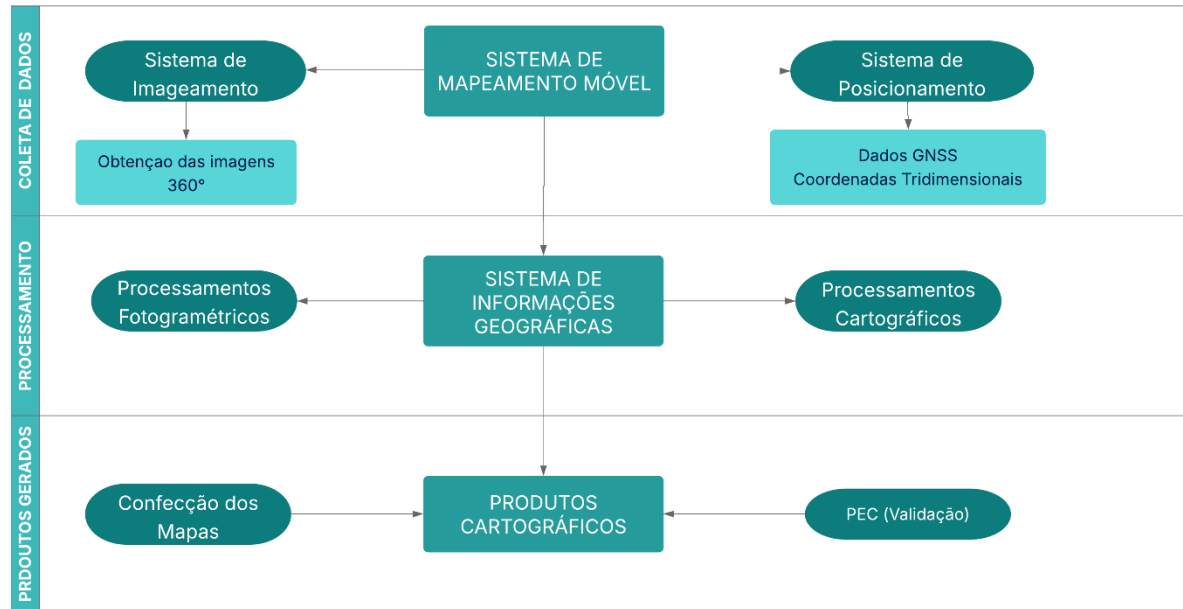 COLETA DE DADOS
Sistema de
Imageamento
SISTEMA DE
MAPEAMENTO MÓVEL
Sistema de
Posicionamento
Obtençao das imagens
360°
Dados GNSS
Coordenadas Tridimensionais
PROCESSAMENTO
Processamentos
Fotogramétricos
SISTEMA DE
INFORMAÇÕES
GEOGRÁFICAS
Processamentos
Cartográficos
PRDOUTOS GERADOS
Confecção dos
Mapas
PRODUTOS
CARTOGRÁFICOS
PEC (Validação)